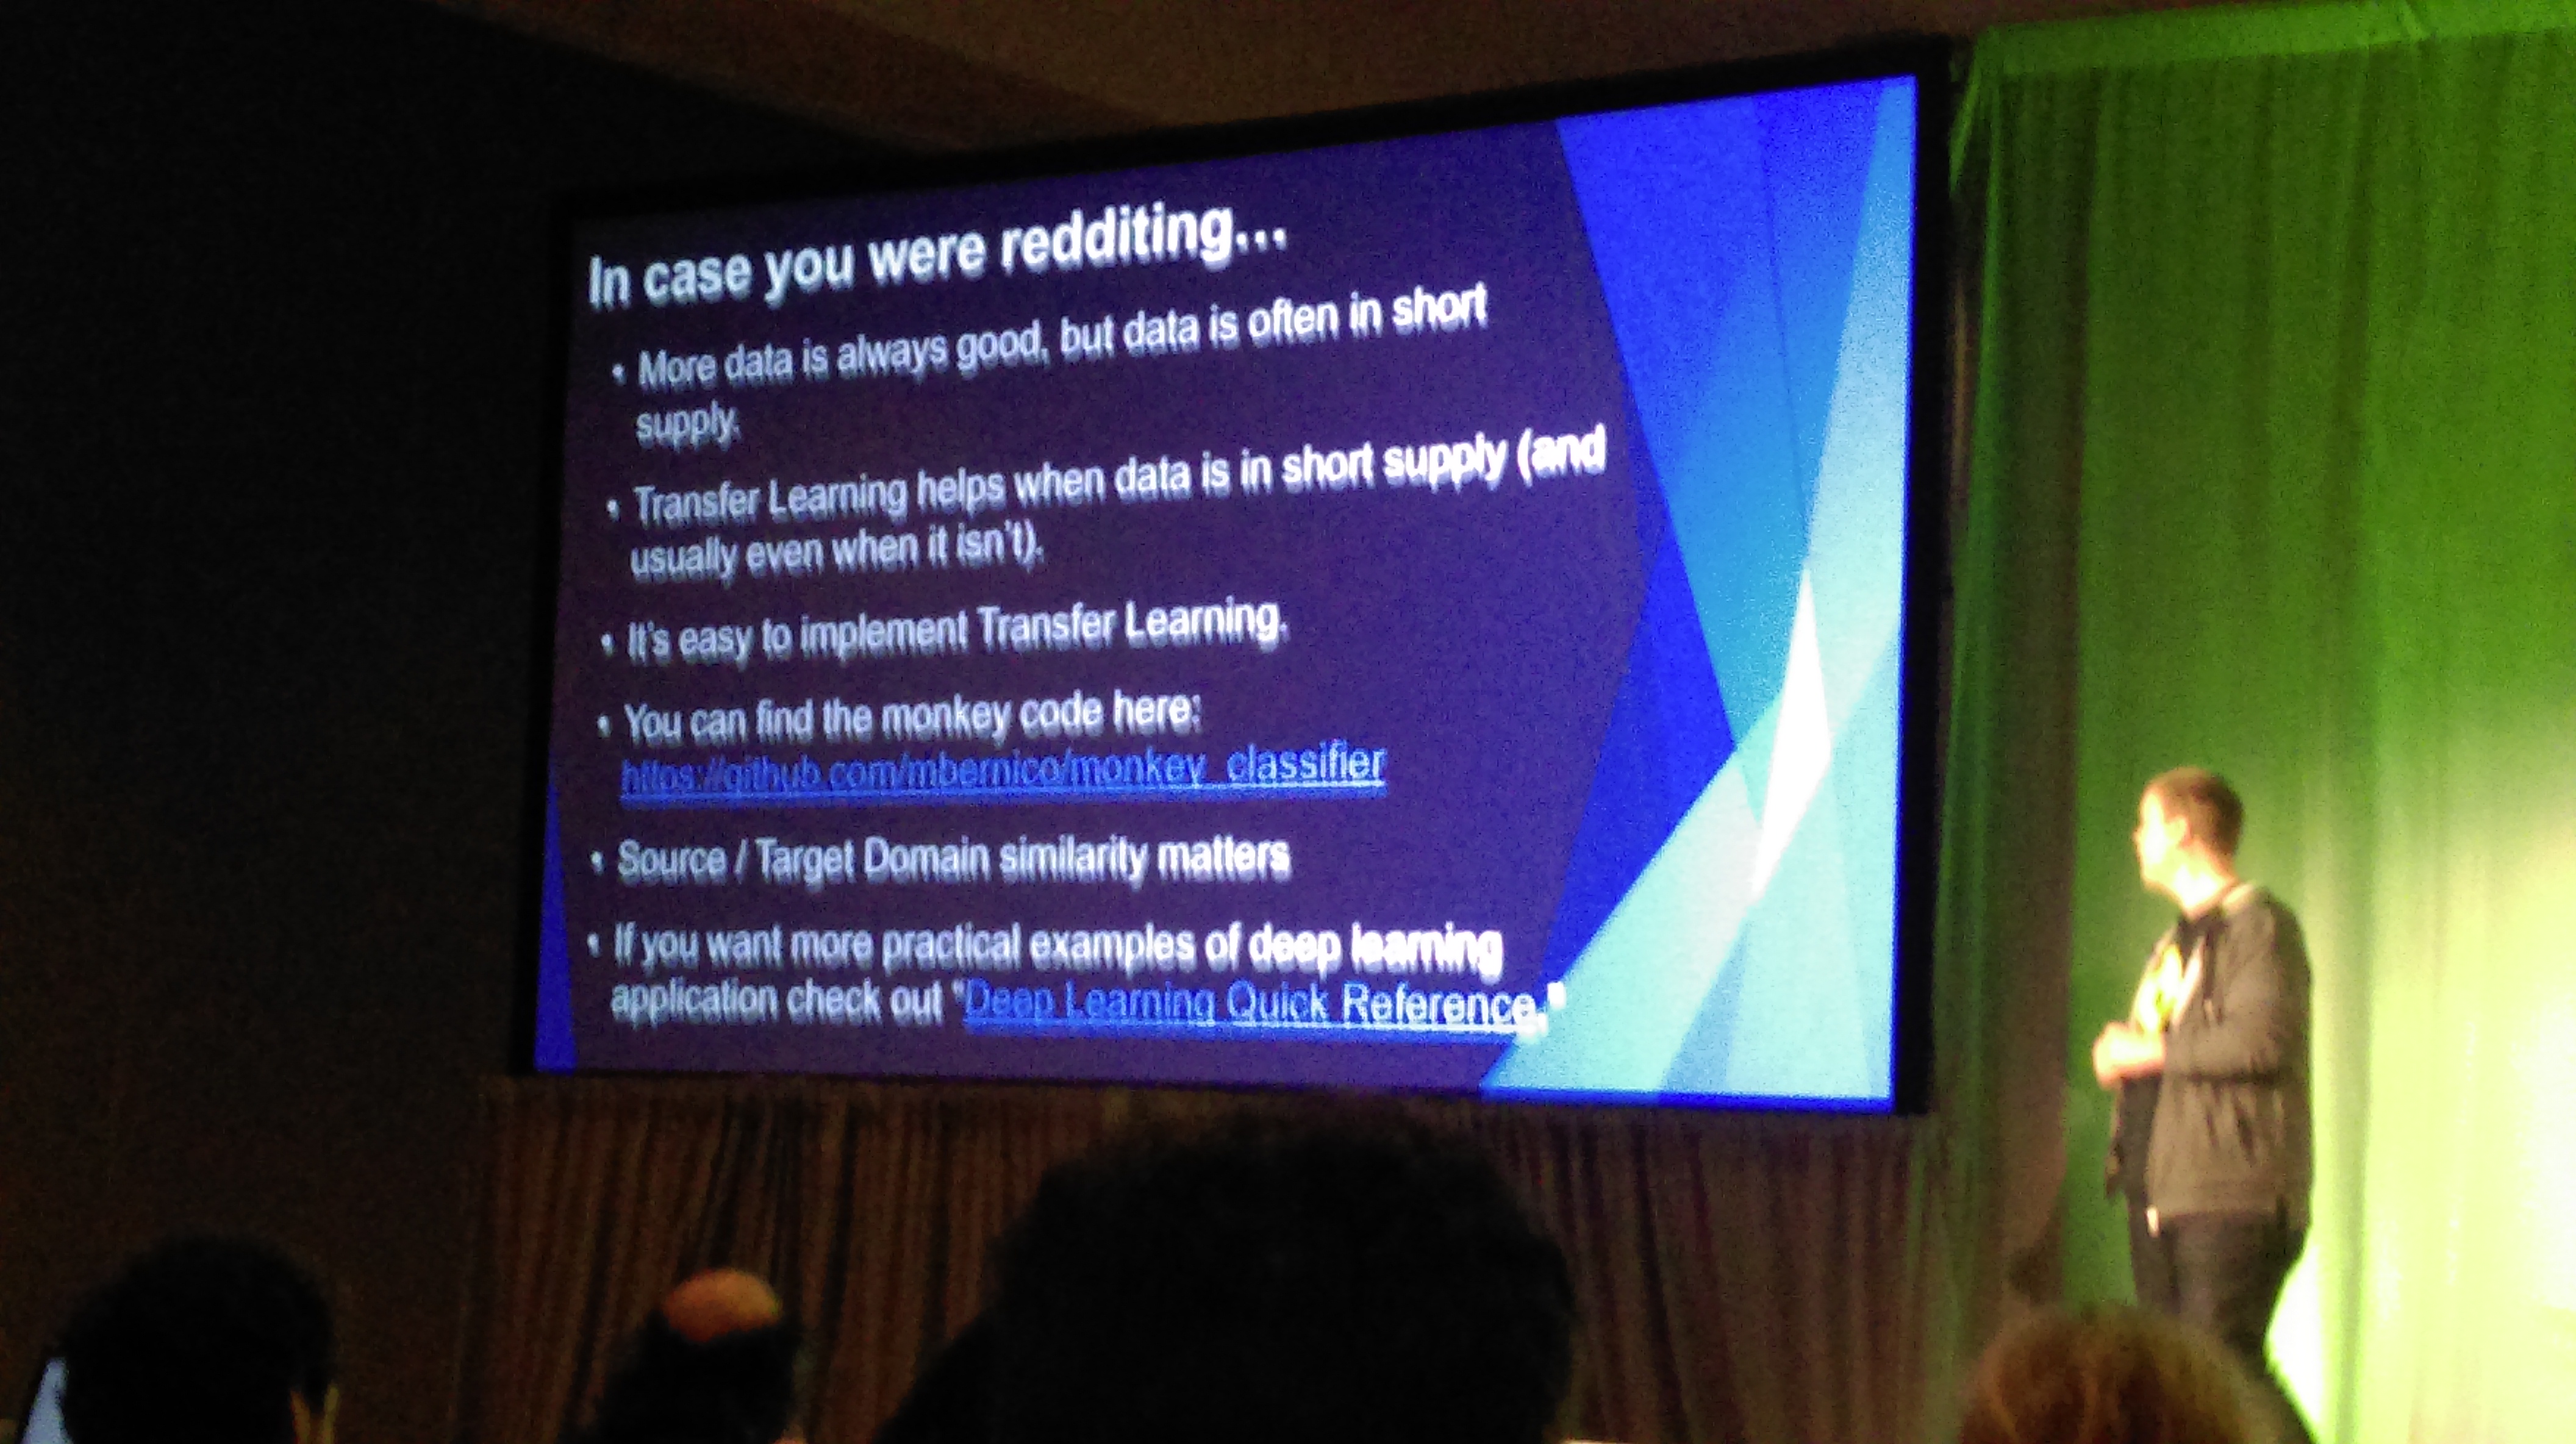 In case you were redditing...
• More data is always good, but data is often in short
supply.
• Transfer Learning helps when data is in short supply (and
usually even when it isn't).
• It's easy to implement Transfer Learning.
• You can find the monkey code here:
https://github.com/mbernico/monkey_classifier
• Source / Target Domain similarity matters
• If you want more practical examples of deep learning
application check out "Deep Learning Quick Reference."